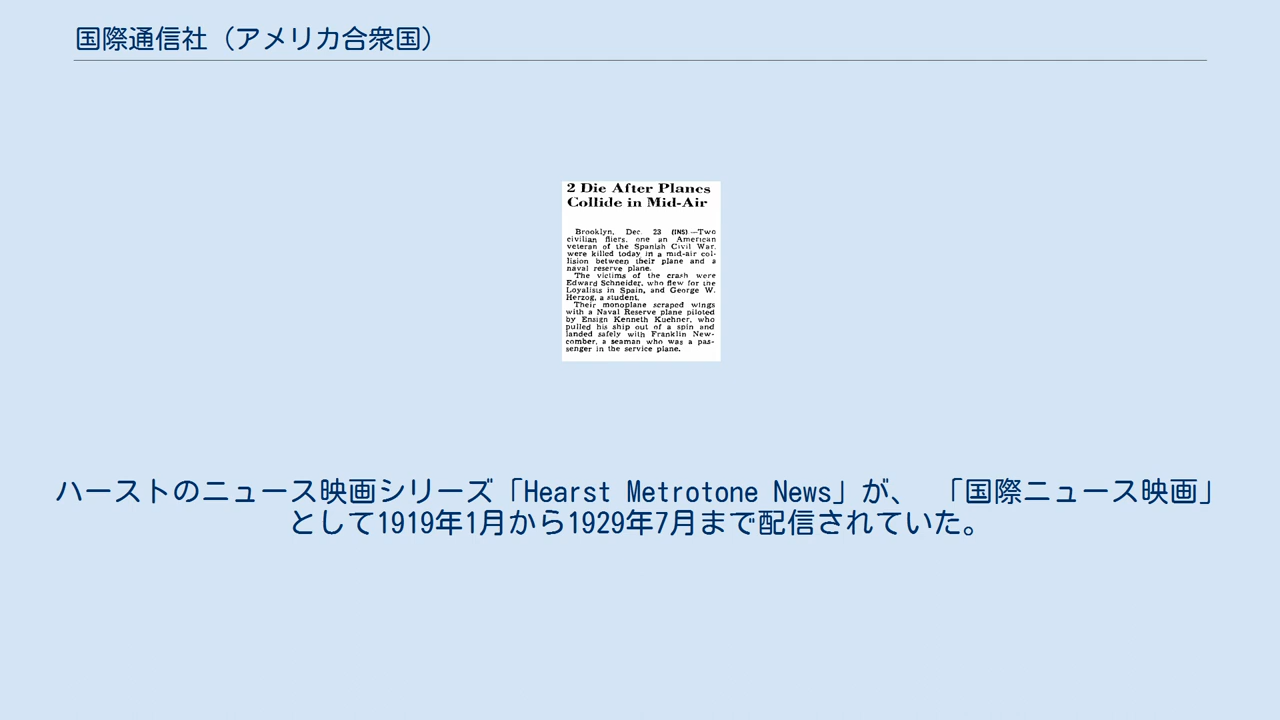 国際通信社（アメリカ合衆国）
2 Die After Planes
Collide in Mid-Air
Brooklyn, Dec. 23 (INS).—Two
civilian fliers, one an American
veteran of the Spanish Civil War,
were killed today in a mid-air col-
lision between their plane and a
naval reserve plane.
The victims of the crash were
Edward Schneider, who flew for the
Loyalists in Spain, and George W.
Herzog, a student.
Their monoplane scraped wings
with a Naval Reserve plane piloted
by Ensign Kenneth Kuehner, who
pulled his ship out of a spin and
landed safely with Franklin New-
comber, a seaman who was a pas-
senger in the service plane.
ハーストのニュース映画シリーズ「Hearst Metrotone News」が、　「国際ニュース映画」
として1919年1月から1929年7月まで配信されていた。